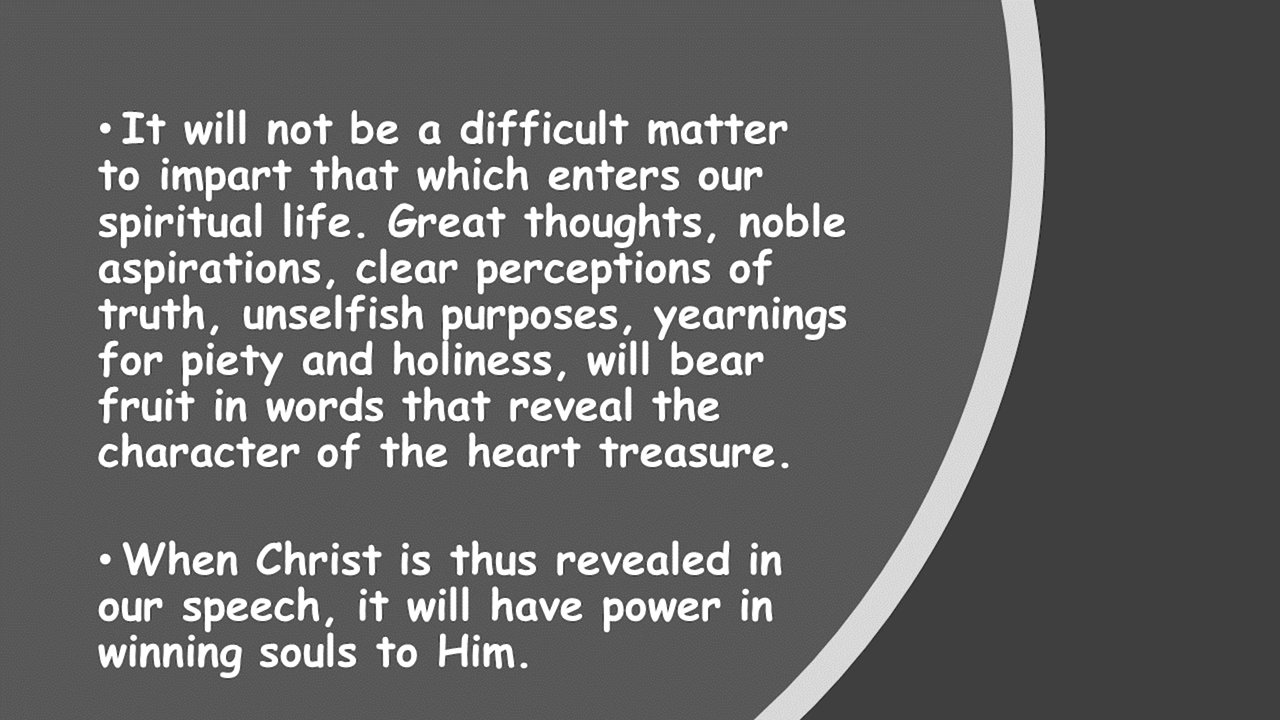 • It will not be a difficult matter
to impart that which enters our
spiritual life. Great thoughts, noble
aspirations, clear perceptions of
truth, unselfish purposes, yearnings
for piety and holiness, will bear
fruit in words that reveal the
character of the heart treasure.
• When Christ is thus revealed in
our speech, it will have power in
winning souls to Him.